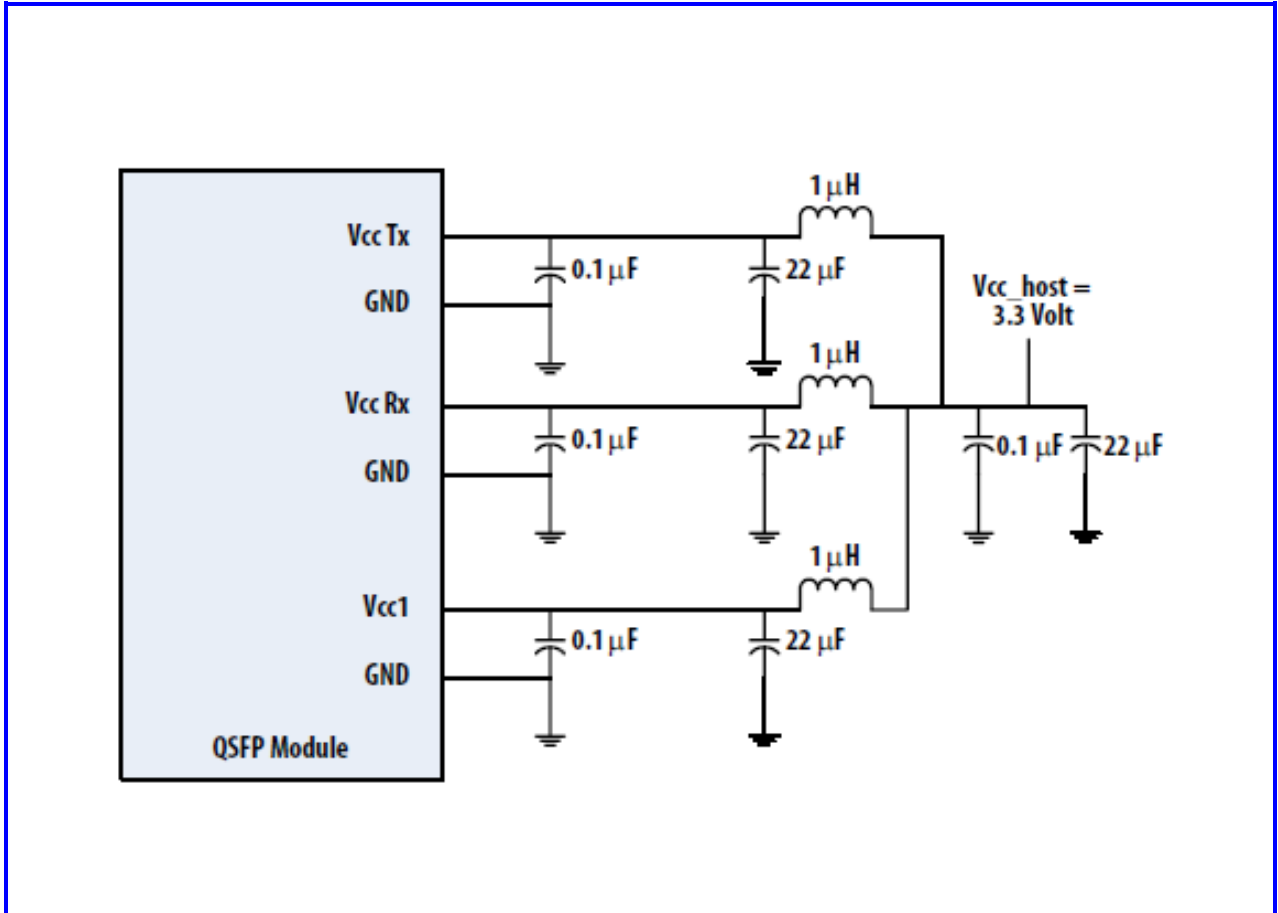 1 μH
Vcc Tx
0.1 μF
22 μF
GND
Vcc_host =
3.3 Volt
1 μH
Vcc Rx
0.1 μF
22 μF
0.1 μF
22 μF
GND
1 μH
Vcc1
0.1 μF
22 μF
GND
QSFP Module